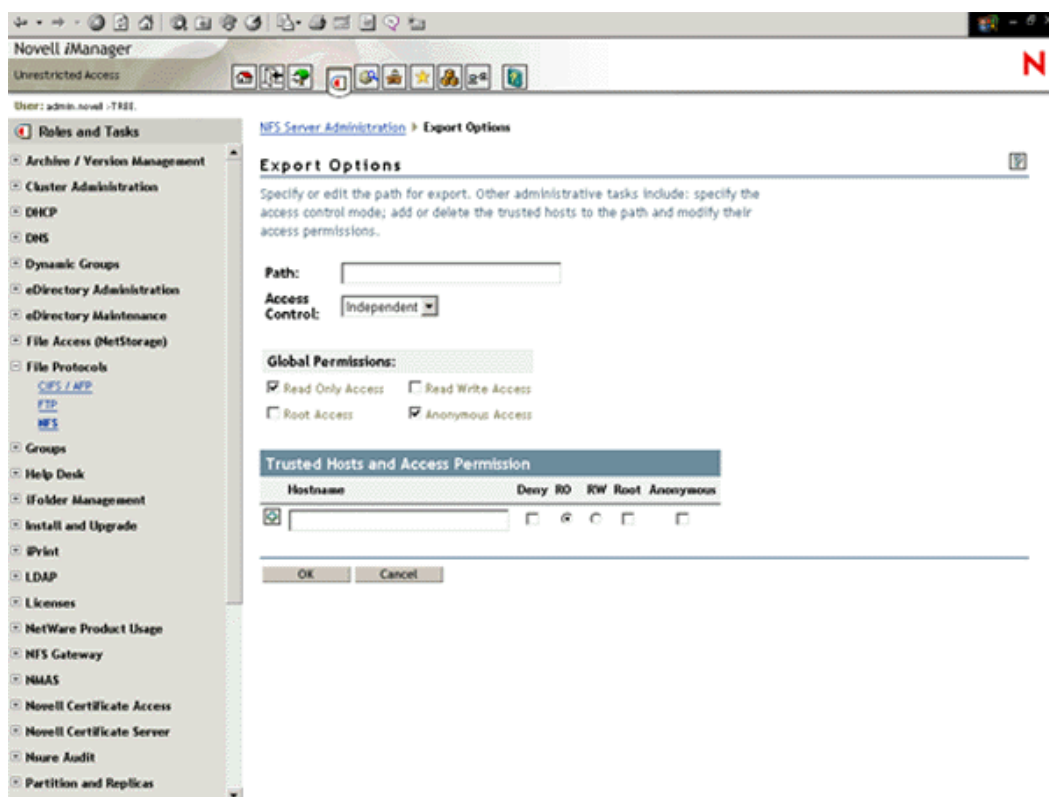 Novell iManager
Unrestricted Access
N
User: admin.novell .TREE.
Roles and Tasks
Archive / Version Management
Cluster Administration
DHCP
DNS
Dynamic Groups
eDirectory Administration
eDirectory Maintenance
File Access (NetStorage)
File Protocols
CIFS / AFP
FTP
NFS
Groups
Help Desk
iFolder Management
Install and Upgrade
iPrint
LDAP
Licenses
NetWare Product Usage
NFS Gateway
NMAS
Novell Certificate Access
Novell Certificate Server
Nsure Audit
Partition and Replicas
NFS Server Administration Export Options
Export Options
Specify or edit the path for export. Other administrative tasks include: specify the
access control mode; add or delete the trusted hosts to the path and modify their
access permissions.
Path:
Access
Control: Independent
Global Permissions:
Read Only Access Read Write Access
Root Access Anonymous Access
Trusted Hosts and Access Permission
Hostname Deny RO RW Root Anonymous
OK Cancel